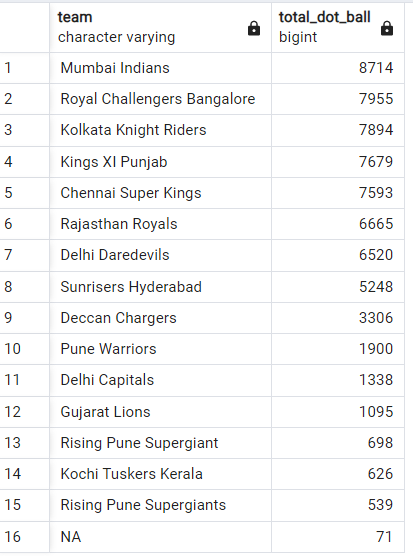 team total_dot_ball
character varying bigint
1 Mumbai Indians 8714
2 Royal Challengers Bangalore 7955
3 Kolkata Knight Riders 7894
4 Kings XI Punjab 7679
5 Chennai Super Kings 7593
6 Rajasthan Royals 6665
7 Delhi Daredevils 6520
8 Sunrisers Hyderabad 5248
9 Deccan Chargers 3306
10 Pune Warriors 1900
11 Delhi Capitals 1338
12 Gujarat Lions 1095
13 Rising Pune Supergiant 698
14 Kochi Tuskers Kerala 626
15 Rising Pune Supergiants 539
16 NA 71